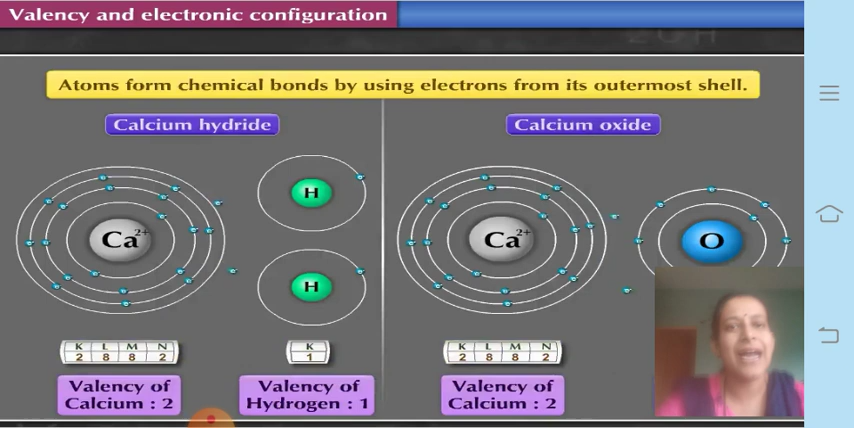 Valency and electronic configuration
Atoms form chemical bonds by using electrons from its outermost shell.
Calcium hydride
Calcium oxide
H
Ca2+
H
Ca2+
O
K L M N
2 8 8 2
K
1
K L M N
2 8 8 2
Valency of
Calcium : 2
Valency of
Hydrogen : 1
Valency of
Calcium : 2